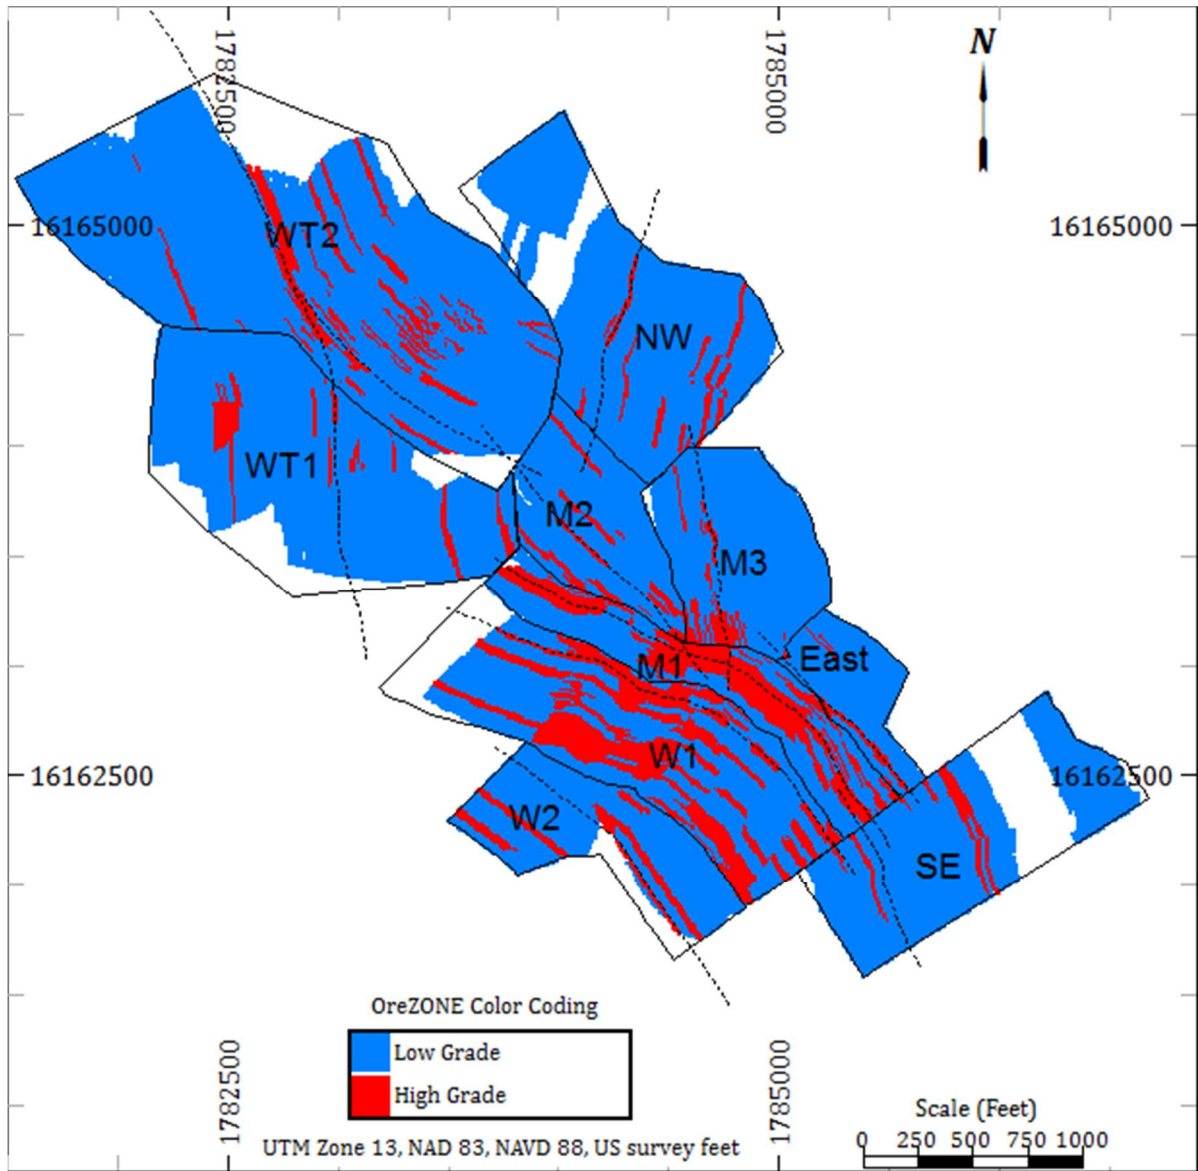 N
1782500
1785000
WT2
16165000
16165000
NW
WT1
M2
M3
M1
East
W1
16162500
16162500
W2
SE
OreZONE Color Coding
Low Grade
High Grade
1782500
1785000
Scale (Feet)
0 250 500 750 1000
UTM Zone 13, NAD 83, NAVD 88, US survey feet